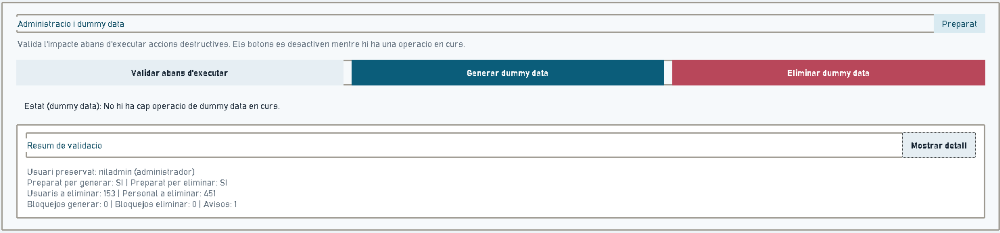 Administracio i dummy data
Preparat
Valida l'impacte abans d'executar accions destructives. Els botons es desactiven mentre hi ha una operacio en curs.
Validar abans d'executar
Generar dummy data
Eliminar dummy data
Estat (dummy data): No hi ha cap operacio de dummy data en curs.
Resum de validacio
Mostrar detall
Usuari preservat: niladmin (administrador)
Preparat per generar: SI | Preparat per eliminar: SI
Usuaris a eliminar: 153 | Personal a eliminar: 451
Bloquejos generar: 0 | Bloquejos eliminar: 0 | Avisos: 1